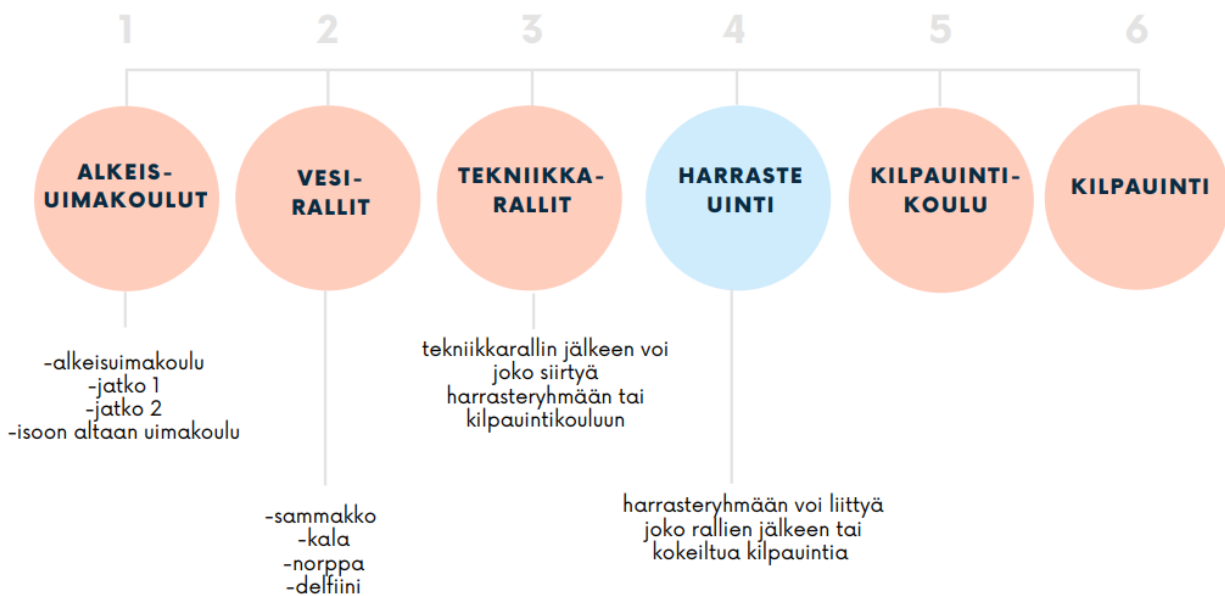 1
2
3
4
5
6
ALKEIS-
UIMAKOULUT
VESI-
RALLIT
TEKNIIKKA-
RALLIT
HARRASTE
UINTI
KILPAUINTI-
KOULU
KILPAUINTI
-alkeisuimakoulu
-jatko 1
-jatko 2
-isoon altaan uimakoulu
-sammakko
-kala
-norppa
-delfiini
tekniikkarallin jälkeen voi
joko siirtyä
harrasteryhmään tai
kilpauintikouluun
harrasteryhmään voi liittyä
joko rallien jälkeen tai
kokeiltua kilpauintia